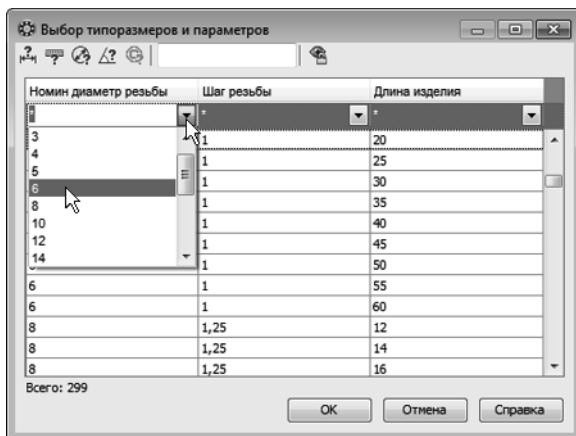 Выбор типоразмеров и параметров
Номин диаметр резьбы Шаг резьбы Длина изделия
* * *
3 1 20
4 1 25
5 1 30
6 1 35
8 1 40
10 1 45
12 1 50
14
6 1 55
6 1 60
8 1,25 12
8 1,25 14
8 1,25 16
Всего: 299
OK Отмена Справка